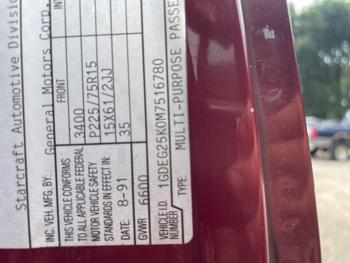 Starcraft Automotive Divisio
INC. VEH. MFG. BY: General Motors Corp.
THIS VEHICLE CONFORMS
TO ALL APPLICABLE FEDERAL
MOTOR VEHICLE SAFETY
STANDARDS IN EFFECT IN:
DATE: 8-91
GVWR 6600
FRONT
3400
P225/75R15
15X61/2JJ
35
INT
VEHICLE I.D. NUMBER 1GDEG25K0M7516780
TYPE: MULTI-PURPOSE PASSE